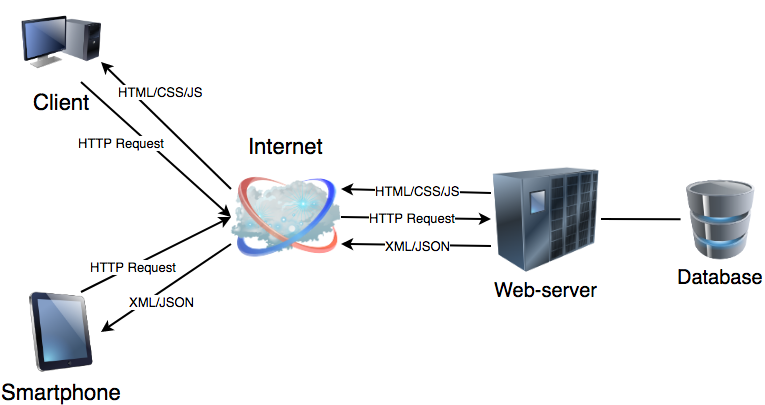 Client
HTML/CSS/JS
HTTP Request
Internet
HTML/CSS/JS
HTTP Request
XML/JSON
Web-server
Database
HTTP Request
XML/JSON
Smartphone